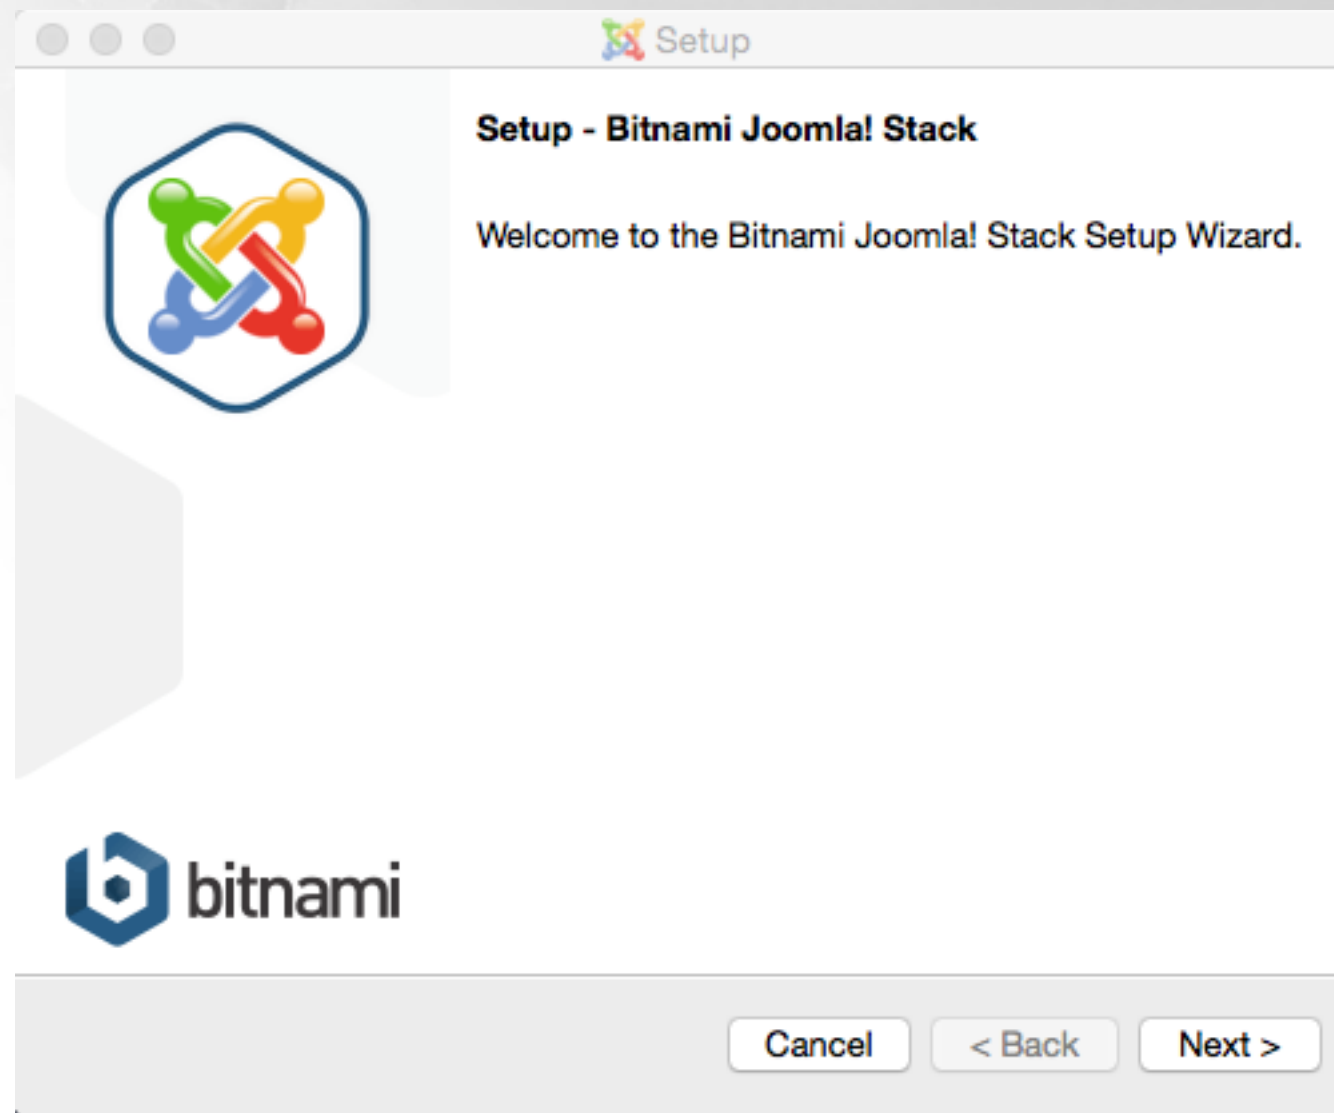 Setup
Setup - Bitnami Joomla! Stack
Welcome to the Bitnami Joomla! Stack Setup Wizard.
bitnami
Cancel
< Back
Next >